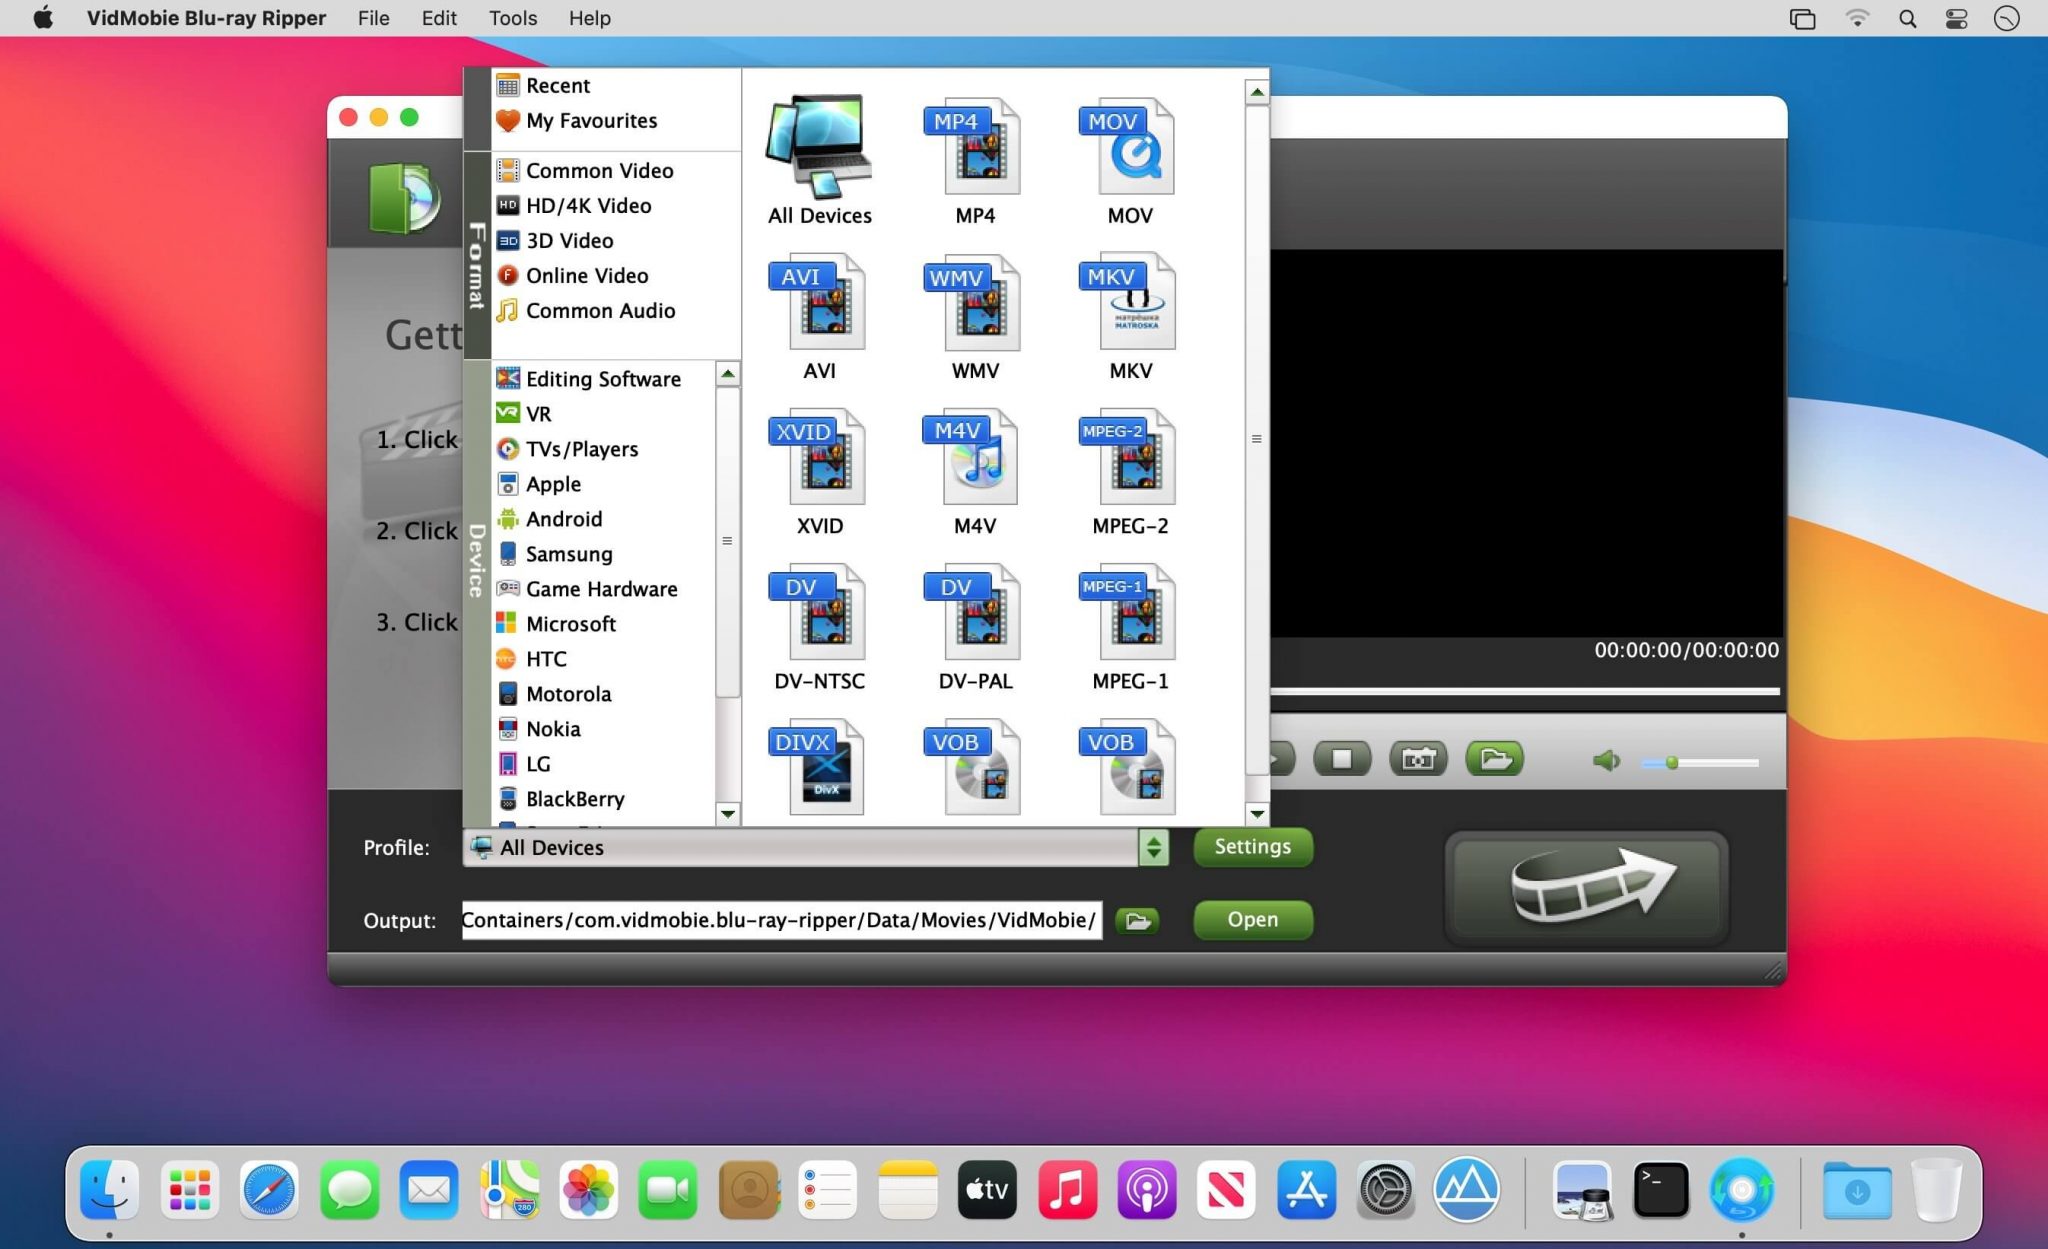 VidMobie Blu-ray Ripper File Edit Tools Help
Recent
My Favourites
Format
Common Video
HD/4K Video
3D Video
Online Video
Common Audio
Device
Editing Software
VR
TVs/Players
Apple
Android
Samsung
Game Hardware
Microsoft
HTC
Motorola
Nokia
LG
BlackBerry
All Devices
MP4
MP4
MOV
MOV
AVI
AVI
WMV
WMV
MKV
матрёшка
MATROSKA
MKV
XVID
XVID
M4V
M4V
MPEG-2
MPEG-2
DV
DV-NTSC
DV
DV-PAL
MPEG-1
MPEG-1
DIVX
DivX
VOB
VOB
Gett
1. Click
2. Click
3. Click
00:00:00/00:00:00
Profile: All Devices Settings
Output: Containers/com.vidmobie.blu-ray-ripper/Data/Movies/VidMobie/ Open
280
tv